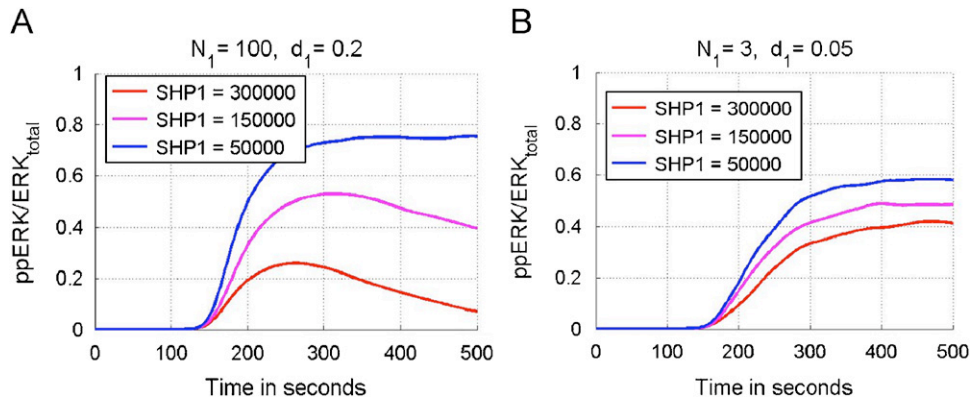 A
N1 = 100, d1 = 0.2
ppERK/ERKtotal
1
0.8
0.6
0.4
0.2
0
SHP1 = 300000
SHP1 = 150000
SHP1 = 50000
0 100 200 300 400 500
Time in seconds
B
N1 = 3, d1 = 0.05
ppERK/ERKtotal
1
0.8
0.6
0.4
0.2
0
SHP1 = 300000
SHP1 = 150000
SHP1 = 50000
0 100 200 300 400 500
Time in seconds